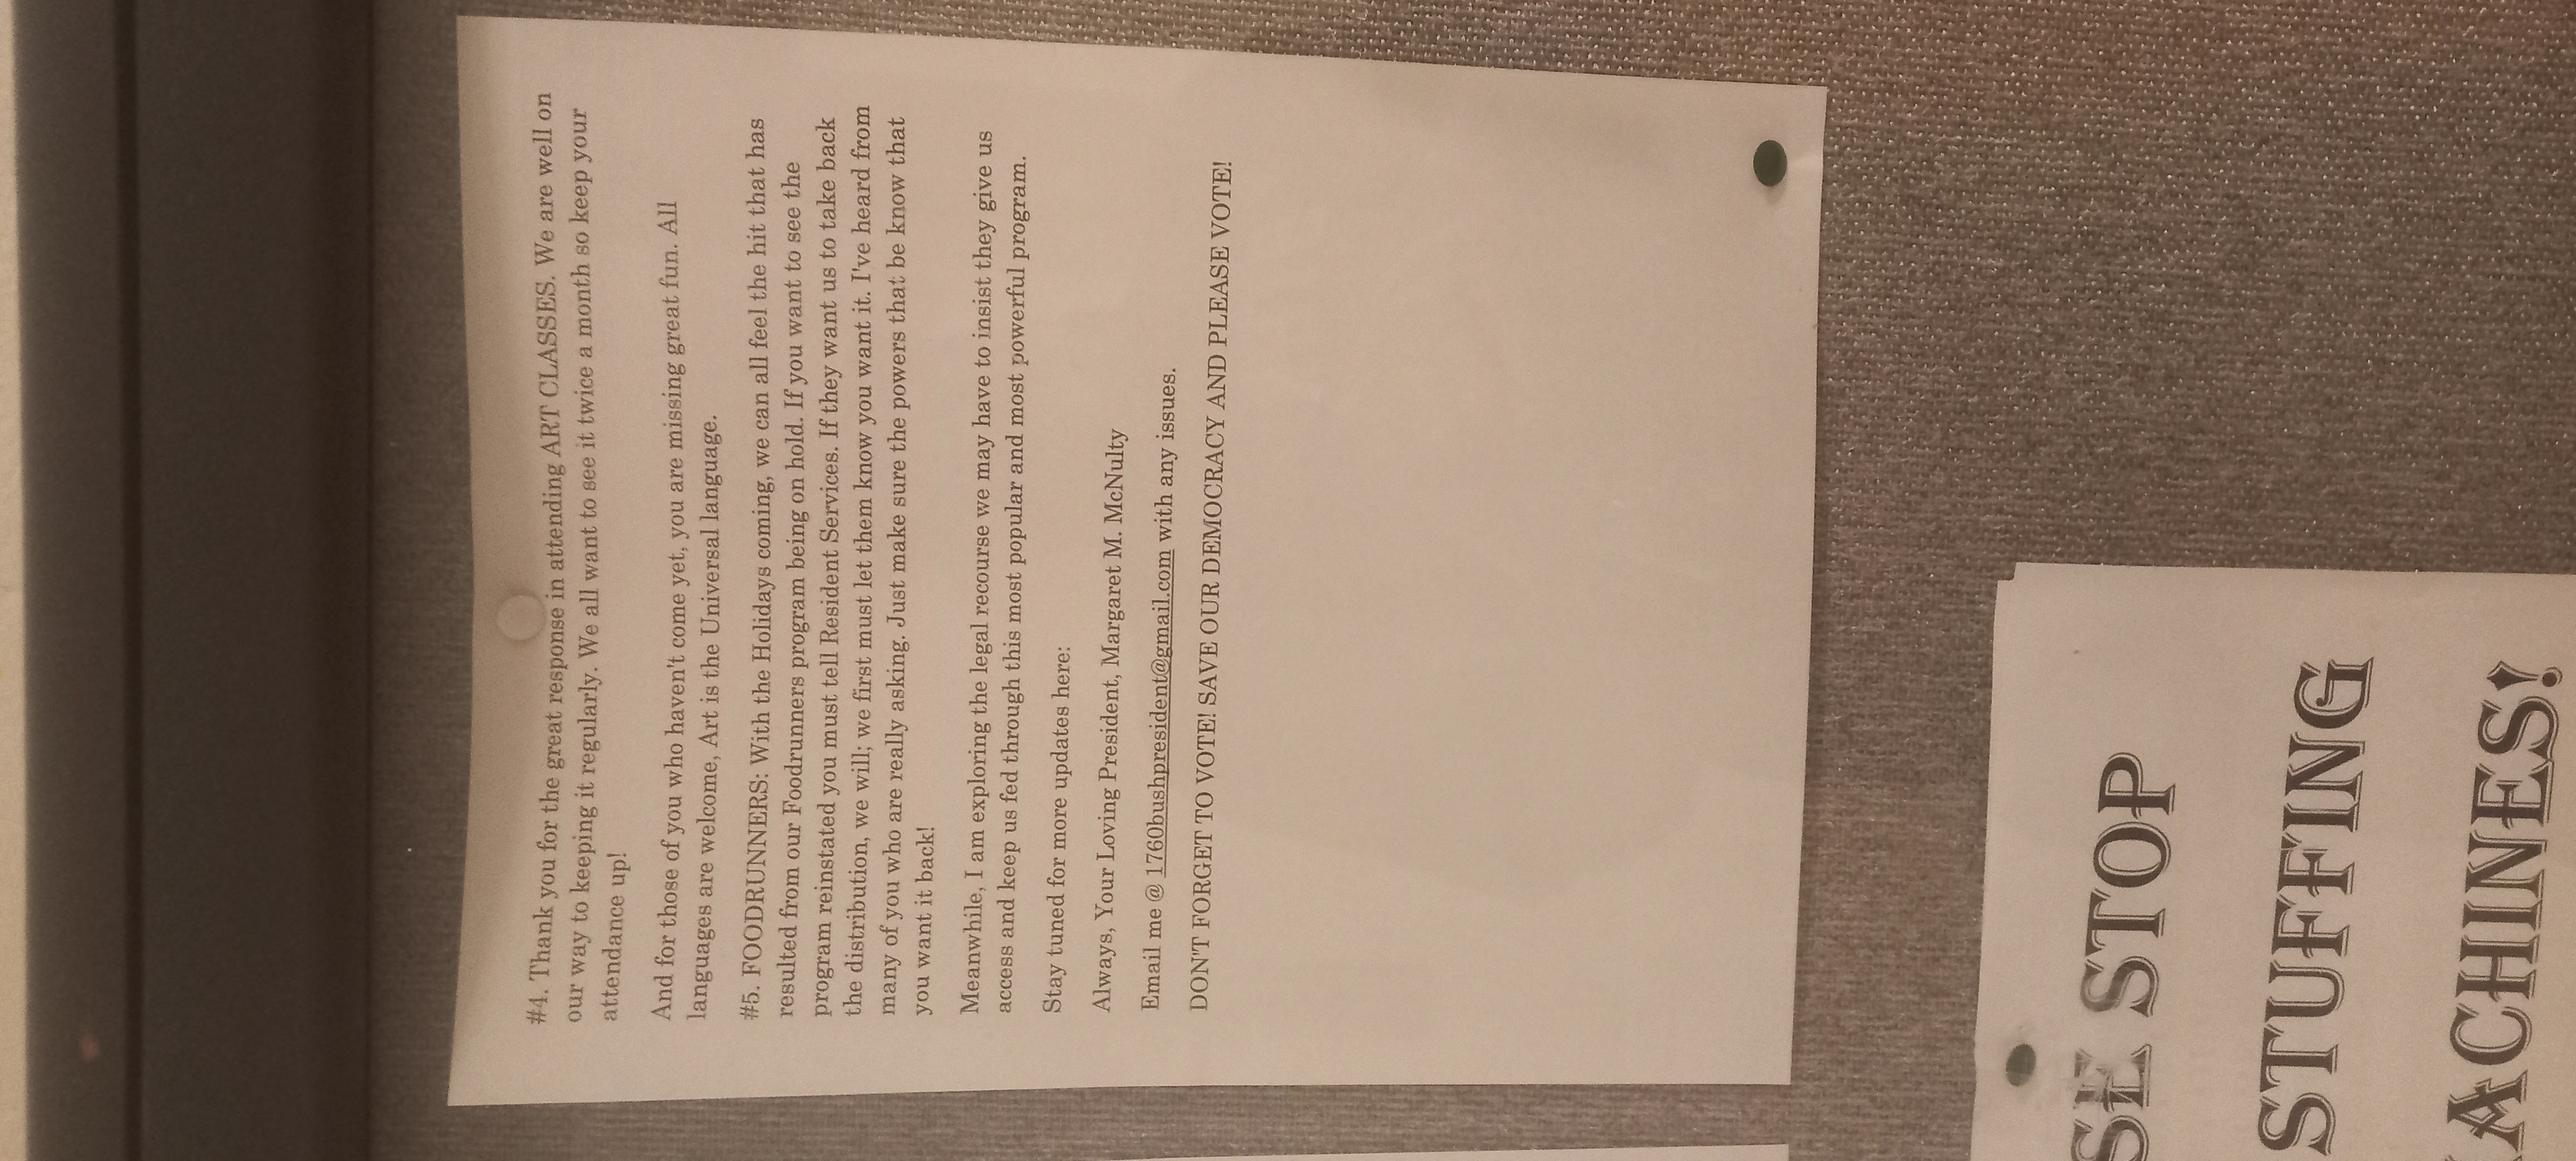 #4. Thank you for the great response in attending ART CLASSES. We are well on
our way to keeping it regularly. We all want to see it twice a month so keep your
attendance up!
And for those of you who haven't come yet, you are missing great fun. All
languages are welcome, Art is the Universal language.
#5. FOODRUNNERS: With the Holidays coming, we can all feel the hit that has
resulted from our Foodrunners program being on hold. If you want to see the
program reinstated you must tell Resident Services. If they want us to take back
the distribution, we will; we first must let them know you want it. I've heard from
many of you who are really asking. Just make sure the powers that be know that
you want it back!
Meanwhile, I am exploring the legal recourse we may have to insist they give us
access and keep us fed through this most popular and most powerful program.
Stay tuned for more updates here:
Always, Your Loving President, Margaret M. McNulty
Email me @ 1760bushpresident@gmail.com with any issues.
DON'T FORGET TO VOTE! SAVE OUR DEMOCRACY AND PLEASE VOTE!
SE STOP
STUFFING
ACHINES!